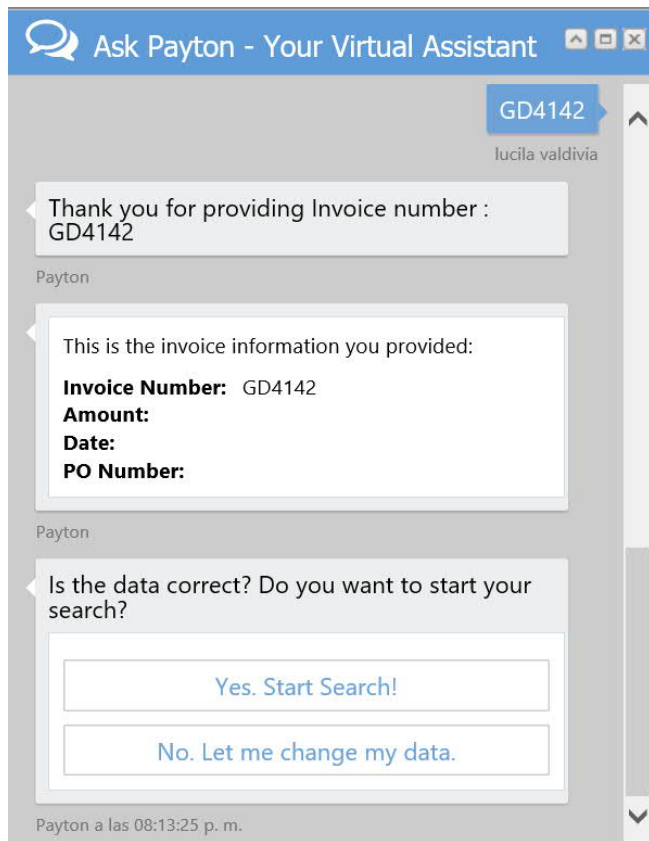 Ask Payton - Your Virtual Assistant
GD4142
lucila valdivia
Thank you for providing Invoice number :
GD4142
Payton
This is the invoice information you provided:
Invoice Number: GD4142
Amount:
Date:
PO Number:
Payton
Is the data correct? Do you want to start your
search?
Yes. Start Search!
No. Let me change my data.
Payton a las 08:13:25 p. m.